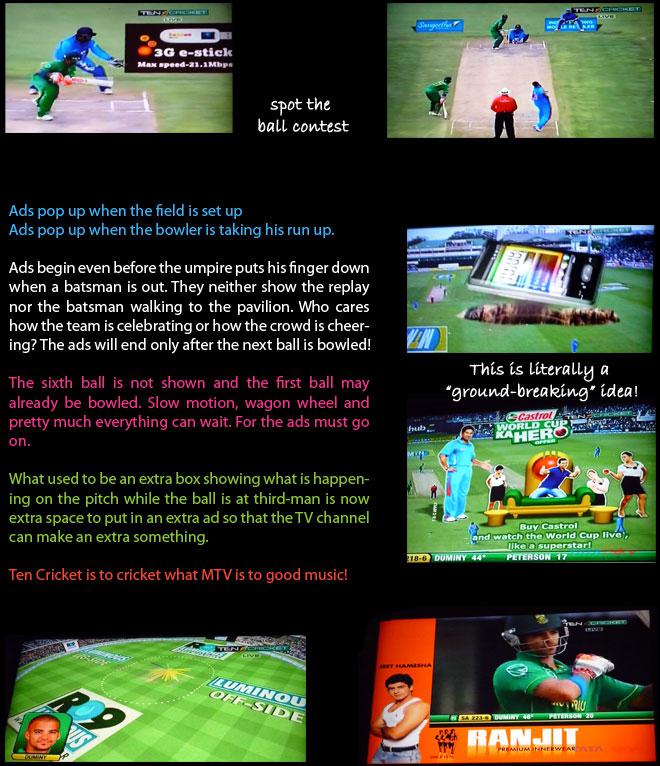 TEN CRICKET
LIVE
3G e-stick
Max speed-21.1Mbps
spot the
ball contest
TEN CRICKET
LIVE
Ads pop up when the field is set up
Ads pop up when the bowler is taking his run up.
Ads begin even before the umpire puts his finger down
when a batsman is out. They neither show the replay
nor the batsman walking to the pavilion. Who cares
how the team is celebrating or how the crowd is cheer-
ing? The ads will end only after the next ball is bowled!
The sixth ball is not shown and the first ball may
already be bowled. Slow motion, wagon wheel and
pretty much everything can wait. For the ads must go
on.
What used to be an extra box showing what is happen-
ing on the pitch while the ball is at third-man is now
extra space to put in an extra ad so that the TV channel
can make an extra something.
Ten Cricket is to cricket what MTV is to good music!
This is literally a
"ground-breaking" idea!
Castrol
WORLD CUP
KA HERO
OFFER
Buy Castrol
and watch the World Cup live,
like a superstar!
218-6 DUMINY 44* PETERSON 17
TEN CRICKET
LIVE
LUMINOUS
OFF-SIDE
DUMINY
TEN CRICKET
LIVE
JEET HAMESHA
SA 223-6 DUMINY 46* PETERSON 20
RANJIT
PREMIUM INNERWEAR